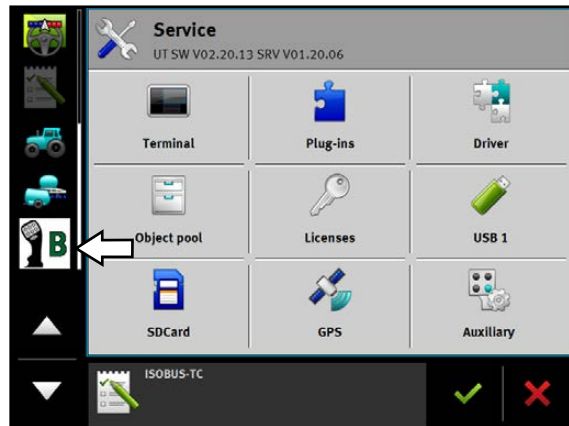 Service
UT SW V02.20.13 SRV V01.20.06
Terminal
Plug-ins
Driver
Object pool
Licenses
USB 1
SDCard
GPS
Auxiliary
B
ISOBUS-TC